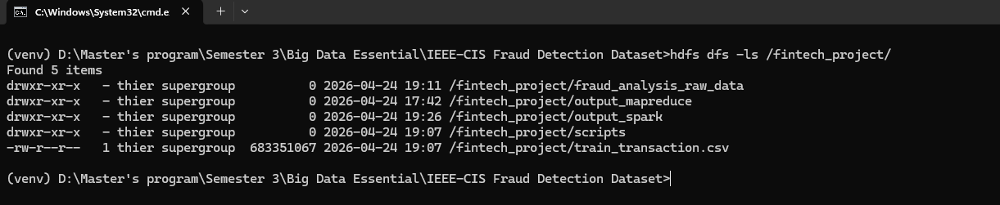 C:\Windows\System32\cmd.e
(venv) D:\Master's program\Semester 3\Big Data Essential\IEEE-CIS Fraud Detection Dataset>hdfs dfs -ls /fintech_project/
Found 5 items
drwxr-xr-x   - thier supergroup          0 2026-04-24 19:11 /fintech_project/fraud_analysis_raw_data
drwxr-xr-x   - thier supergroup          0 2026-04-24 17:42 /fintech_project/output_mapreduce
drwxr-xr-x   - thier supergroup          0 2026-04-24 19:26 /fintech_project/output_spark
drwxr-xr-x   - thier supergroup          0 2026-04-24 19:07 /fintech_project/scripts
-rw-r--r--   1 thier supergroup  683351067 2026-04-24 19:07 /fintech_project/train_transaction.csv
(venv) D:\Master's program\Semester 3\Big Data Essential\IEEE-CIS Fraud Detection Dataset>